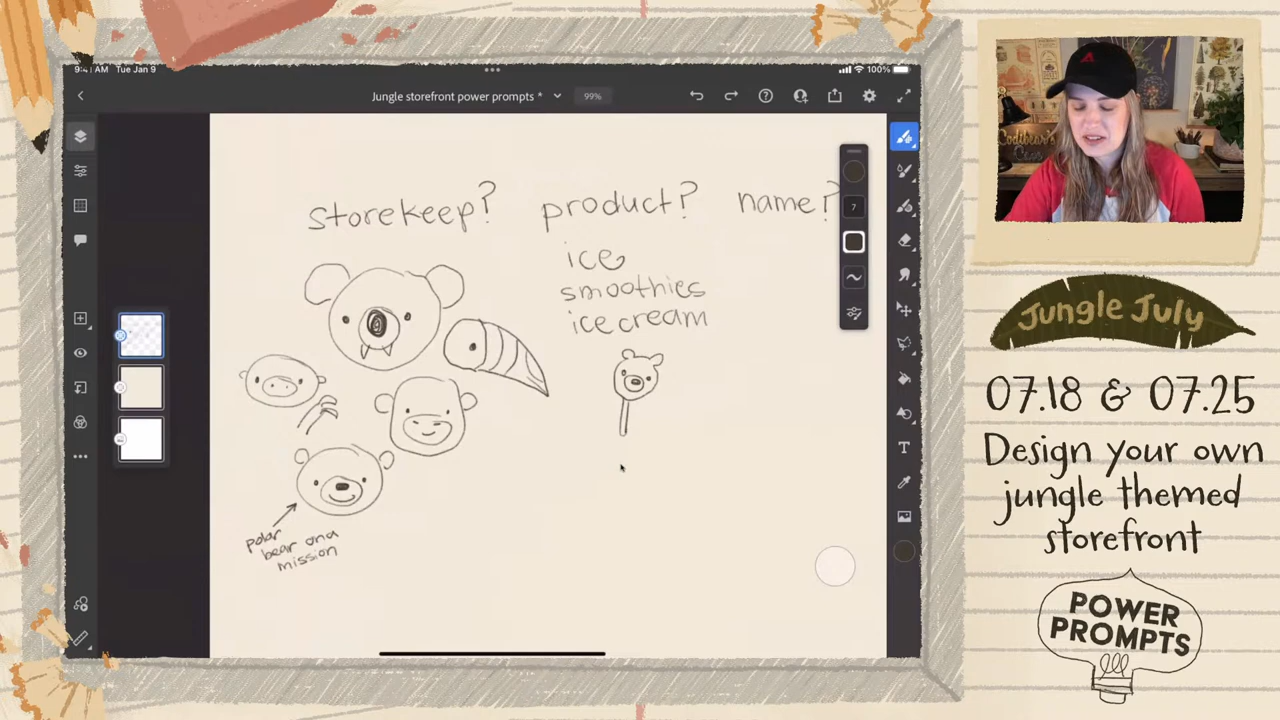 9:41 AM Tue Jan 9
100%
Jungle storefront power prompts *
99%
storekeep? product? name?
ice
smoothies
ice cream
7
T
polar
bear on a
mission
A
Jungle July
07.18 & 07.25
Design your own
jungle themed
storefront
POWER
PROMPTS